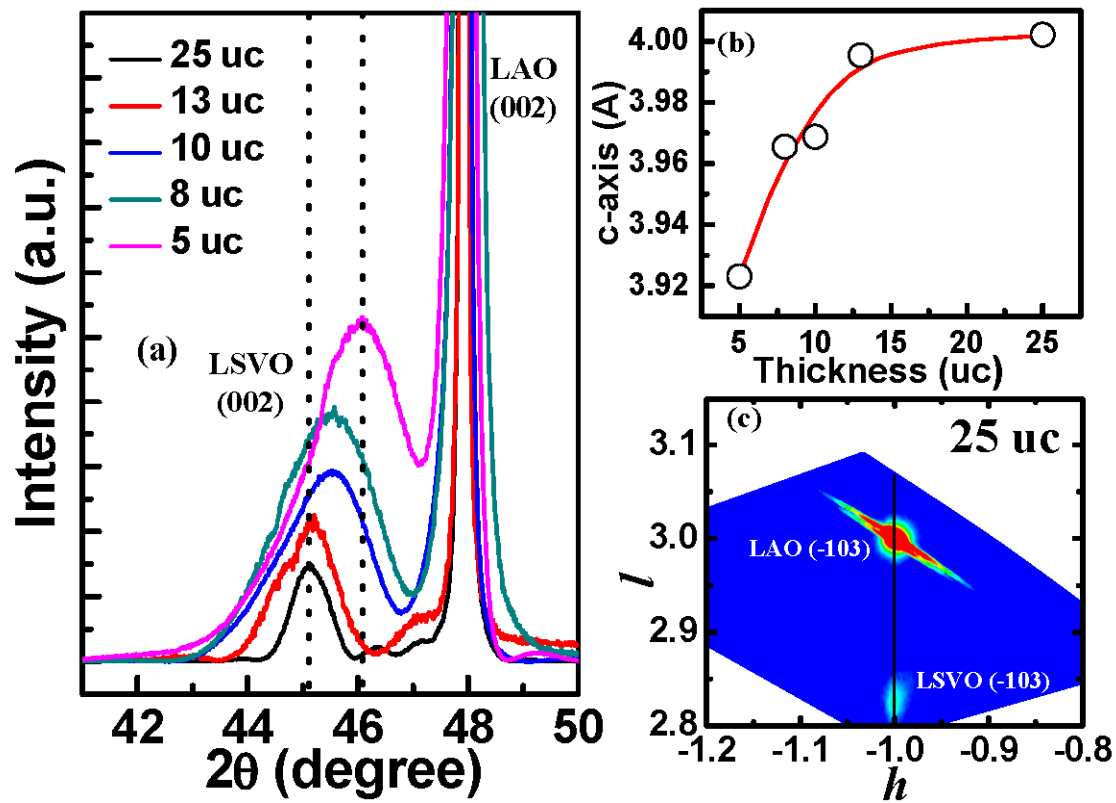 25 uc
13 uc
10 uc
8 uc
5 uc
LAO
(002)
(a)
LSVO
(002)
Intensity (a.u.)
42 44 46 48 50
2θ (degree)
(b)
4.00
3.98
3.96
3.94
3.92
c-axis (A)
5 10 15 20 25
Thickness (uc)
(c)
25 uc
3.1
3.0
2.9
2.8
l
LAO (-103)
LSVO (-103)
-1.2 -1.1 -1.0 -0.9 -0.8
h